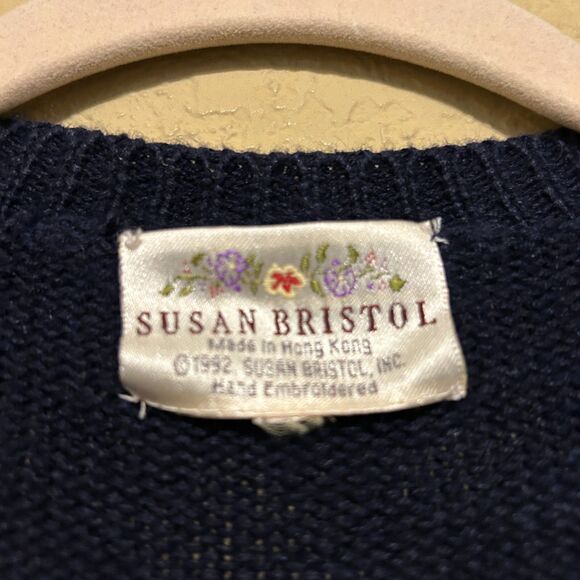 SUSAN BRISTOL
Made in Hong Kong
©1992 SUSAN BRISTOL, INC.
Hand Embroidered